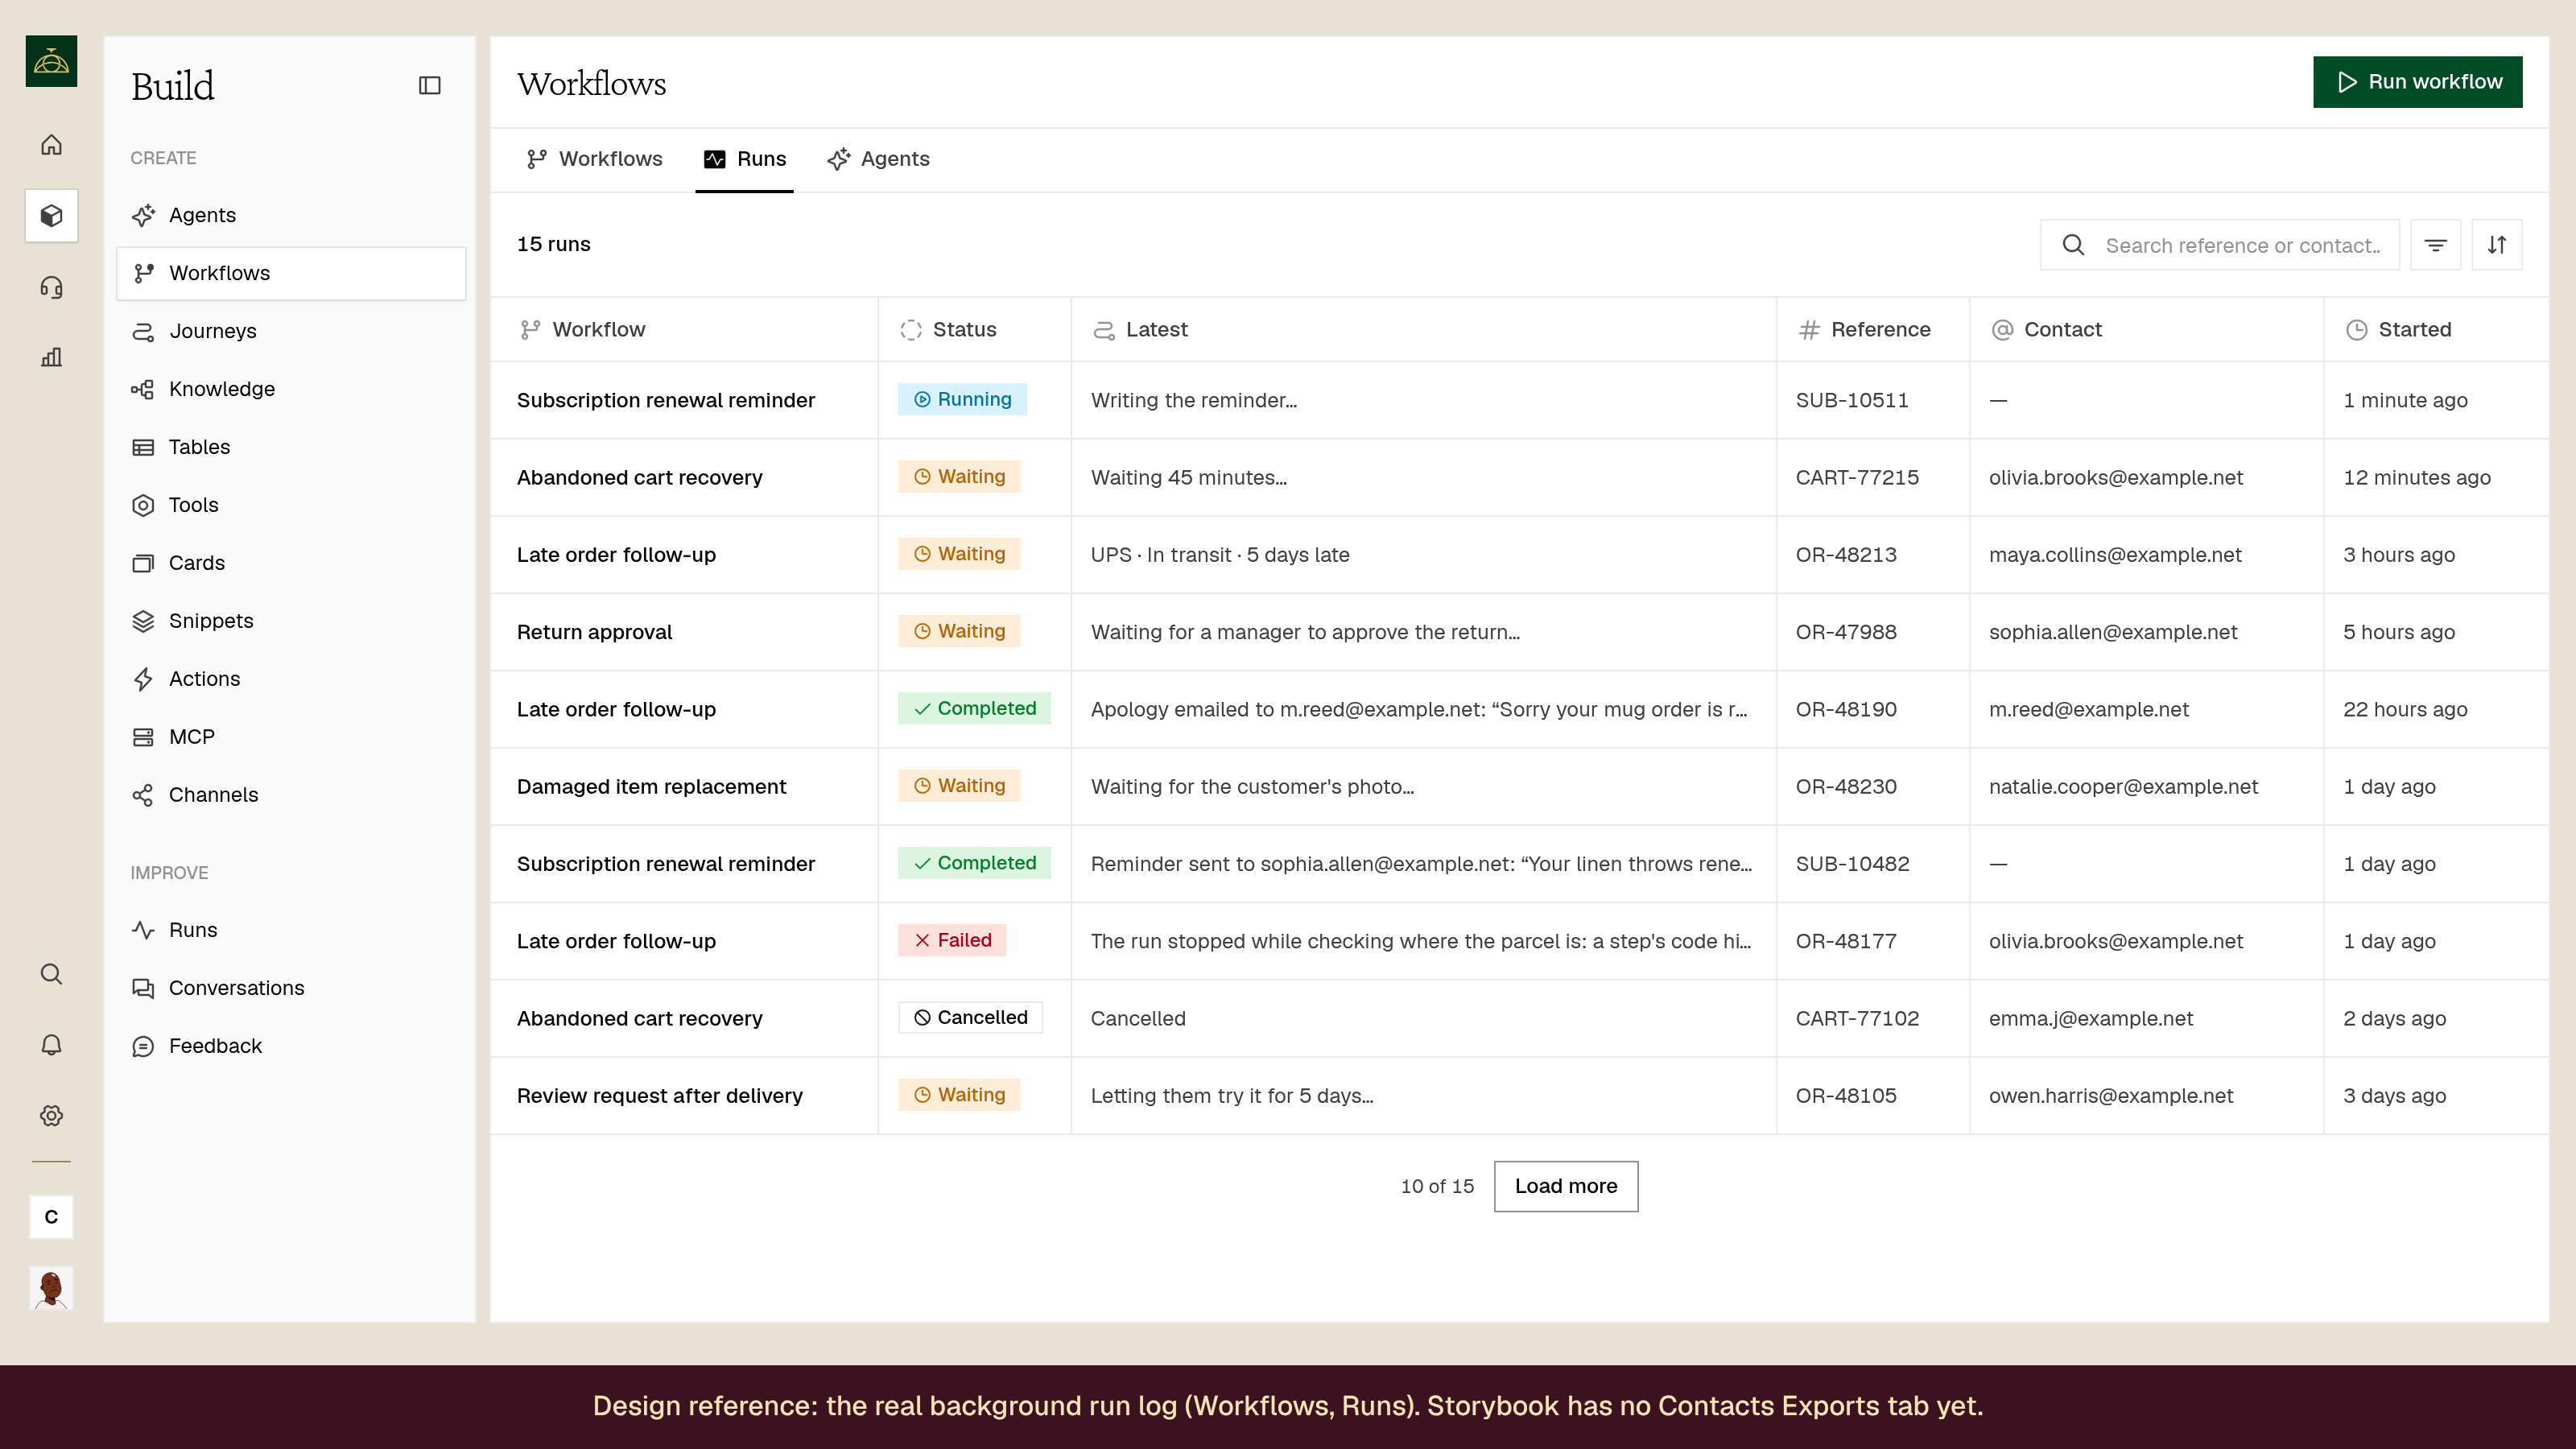 Build
CREATE
Agents
Workflows
Journeys
Knowledge
Tables
Tools
Cards
Snippets
Actions
MCP
Channels
IMPROVE
Runs
Conversations
Feedback
C
Workflows
Run workflow
Workflows Runs Agents
15 runs
Search reference or contact..
Workflow Status Latest Reference Contact Started
Subscription renewal reminder Running Writing the reminder... SUB-10511 — 1 minute ago
Abandoned cart recovery Waiting Waiting 45 minutes... CART-77215 olivia.brooks@example.net 12 minutes ago
Late order follow-up Waiting UPS · In transit · 5 days late OR-48213 maya.collins@example.net 3 hours ago
Return approval Waiting Waiting for a manager to approve the return... OR-47988 sophia.allen@example.net 5 hours ago
Late order follow-up Completed Apology emailed to m.reed@example.net: “Sorry your mug order is r... OR-48190 m.reed@example.net 22 hours ago
Damaged item replacement Waiting Waiting for the customer's photo... OR-48230 natalie.cooper@example.net 1 day ago
Subscription renewal reminder Completed Reminder sent to sophia.allen@example.net: “Your linen throws rene... SUB-10482 — 1 day ago
Late order follow-up Failed The run stopped while checking where the parcel is: a step's code hi... OR-48177 olivia.brooks@example.net 1 day ago
Abandoned cart recovery Cancelled Cancelled CART-77102 emma.j@example.net 2 days ago
Review request after delivery Waiting Letting them try it for 5 days... OR-48105 owen.harris@example.net 3 days ago
10 of 15 Load more
Design reference: the real background run log (Workflows, Runs). Storybook has no Contacts Exports tab yet.